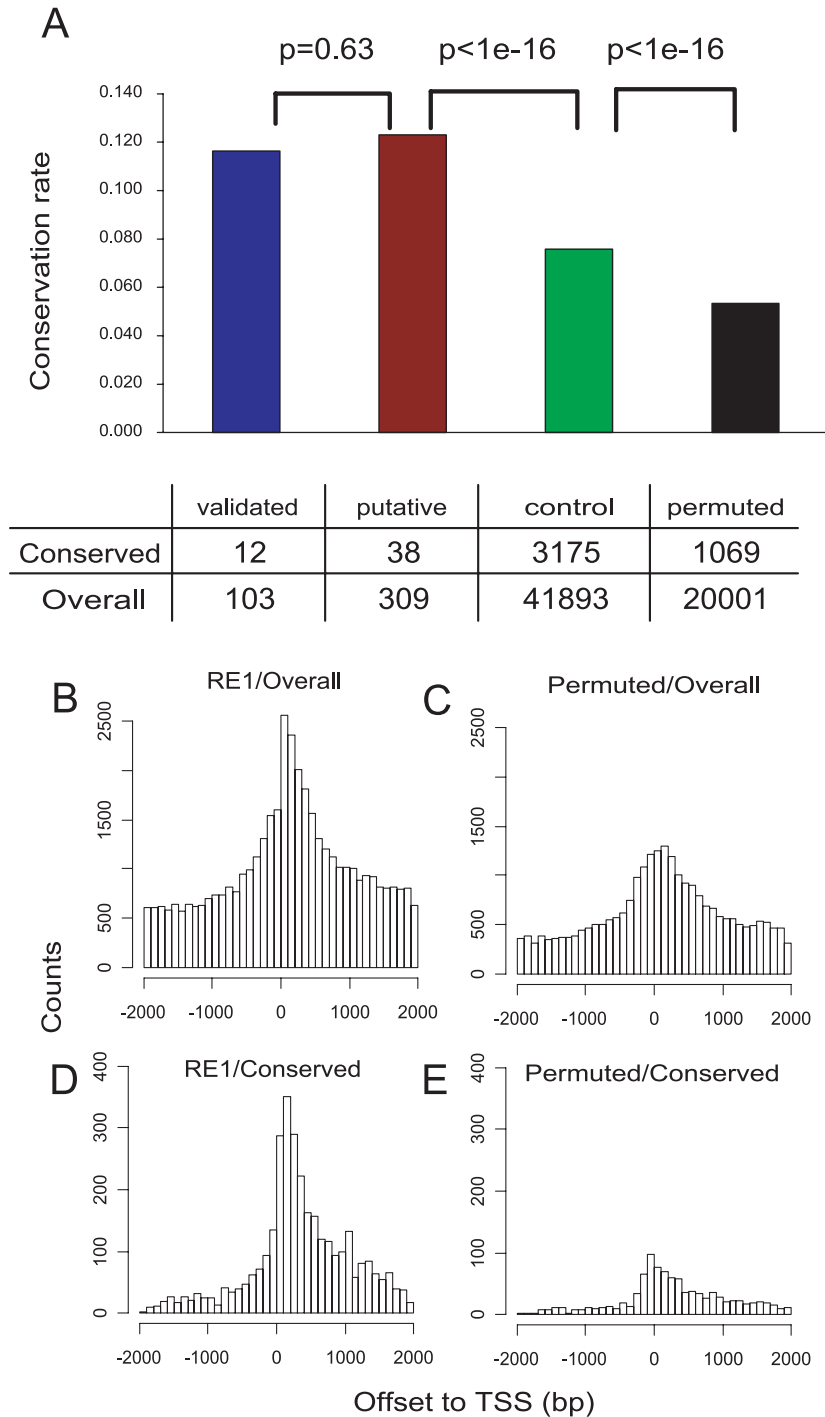 A
p=0.63 p<1e-16 p<1e-16
Conservation rate
0.140
0.120
0.100
0.080
0.060
0.040
0.020
0.000
validated putative control permuted
Conserved 12 38 3175 1069
Overall 103 309 41893 20001
B RE1/Overall
2500
1500
500
0
-2000 -1000 0 1000 2000
C Permuted/Overall
2500
1500
500
0
-2000 -1000 0 1000 2000
Counts
D RE1/Conserved
400
300
200
100
0
-2000 -1000 0 1000 2000
E Permuted/Conserved
400
300
200
100
0
-2000 -1000 0 1000 2000
Offset to TSS (bp)